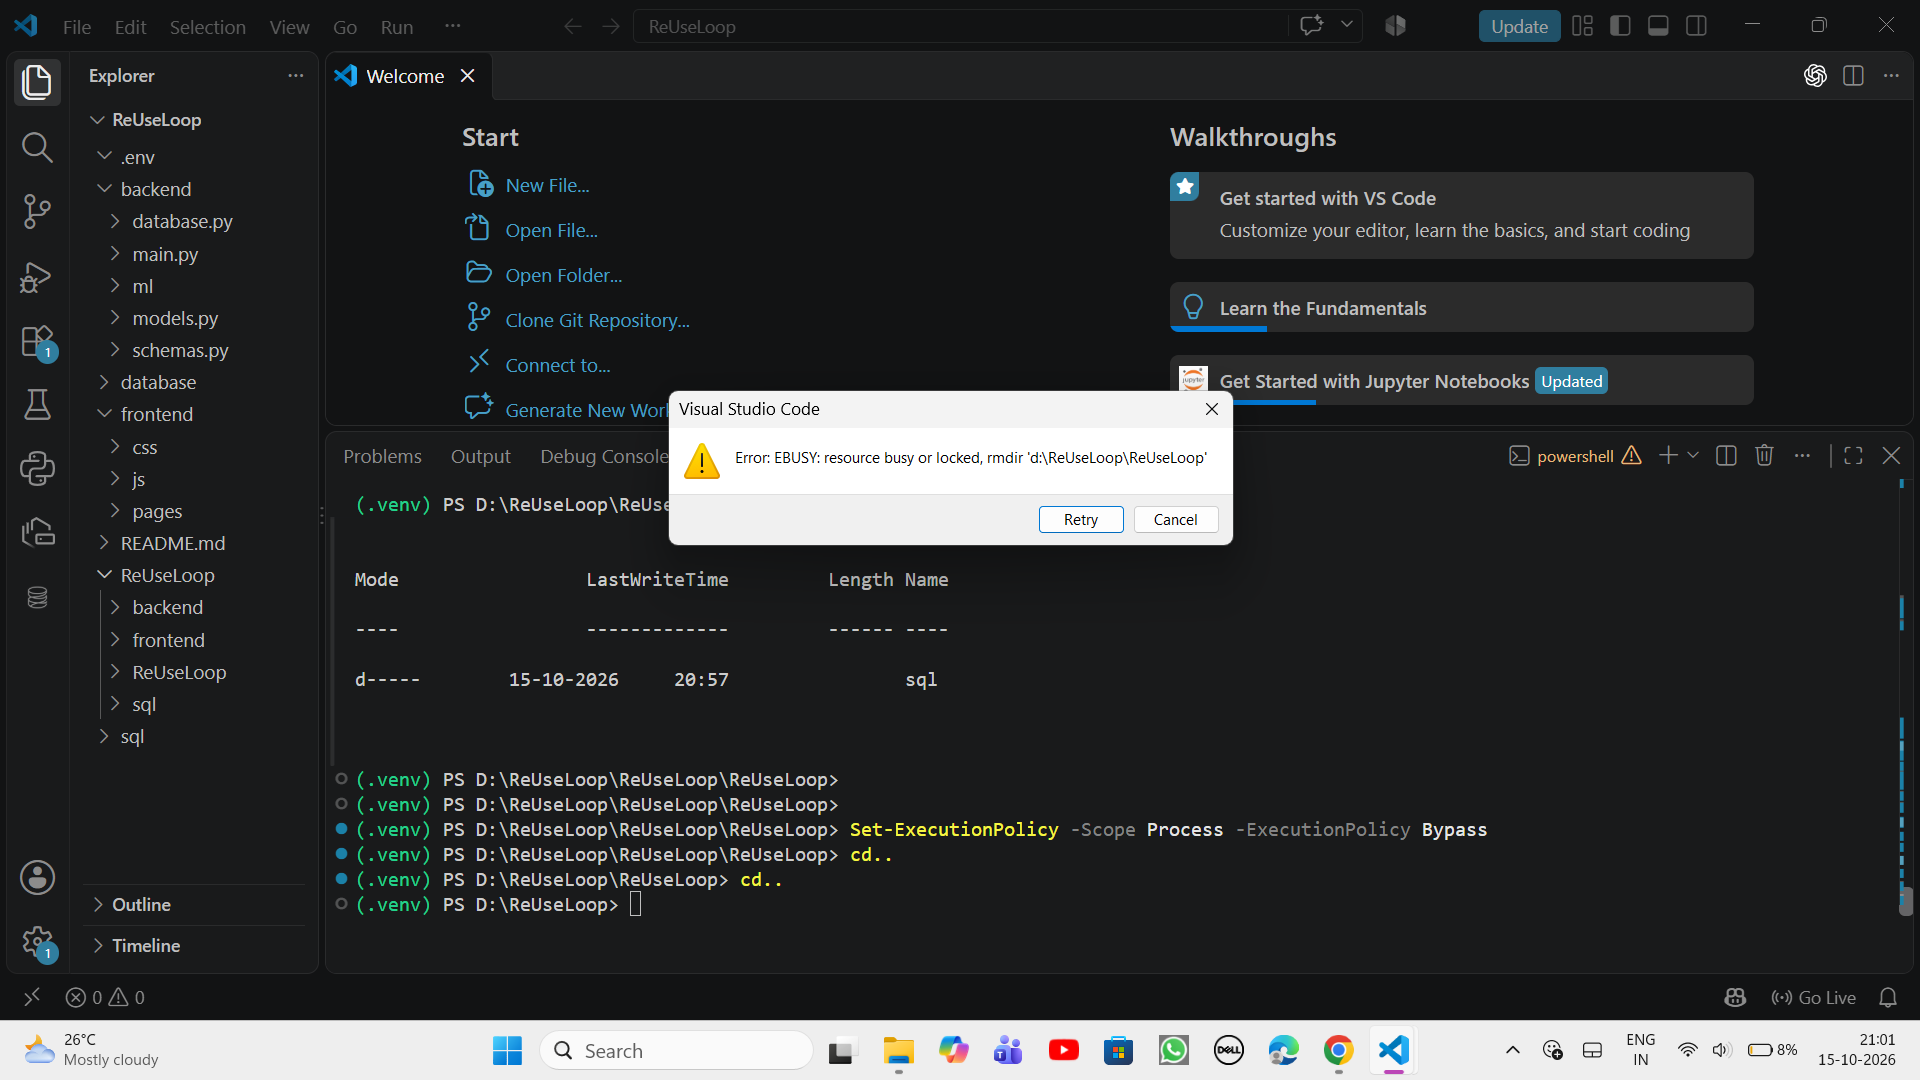 File Edit Selection View Go Run ···
ReUseLoop
Update
Explorer
ReUseLoop
.env
backend
database.py
main.py
ml
models.py
schemas.py
database
frontend
css
js
pages
README.md
ReUseLoop
backend
frontend
ReUseLoop
sql
sql
Outline
Timeline
1
1
Welcome
Start
New File...
Open File...
Open Folder...
Clone Git Repository...
Connect to...
Generate New Wor
Walkthroughs
Get started with VS Code
Customize your editor, learn the basics, and start coding
Learn the Fundamentals
jupyter
Get Started with Jupyter Notebooks Updated
Visual Studio Code
Error: EBUSY: resource busy or locked, rmdir 'd:\ReUseLoop\ReUseLoop'
Retry Cancel
Problems Output Debug Console
powershell
(.venv) PS D:\ReUseLoop\ReUse
Mode LastWriteTime Length Name
---- ------------- ------ ----
d----- 15-10-2026 20:57 sql
(.venv) PS D:\ReUseLoop\ReUseLoop\ReUseLoop>
(.venv) PS D:\ReUseLoop\ReUseLoop\ReUseLoop>
(.venv) PS D:\ReUseLoop\ReUseLoop\ReUseLoop> Set-ExecutionPolicy -Scope Process -ExecutionPolicy Bypass
(.venv) PS D:\ReUseLoop\ReUseLoop\ReUseLoop> cd..
(.venv) PS D:\ReUseLoop\ReUseLoop> cd..
(.venv) PS D:\ReUseLoop>
0 0
Go Live
26°C
Mostly cloudy
Search
T
DELL
ENG
IN
8%
21:01
15-10-2026